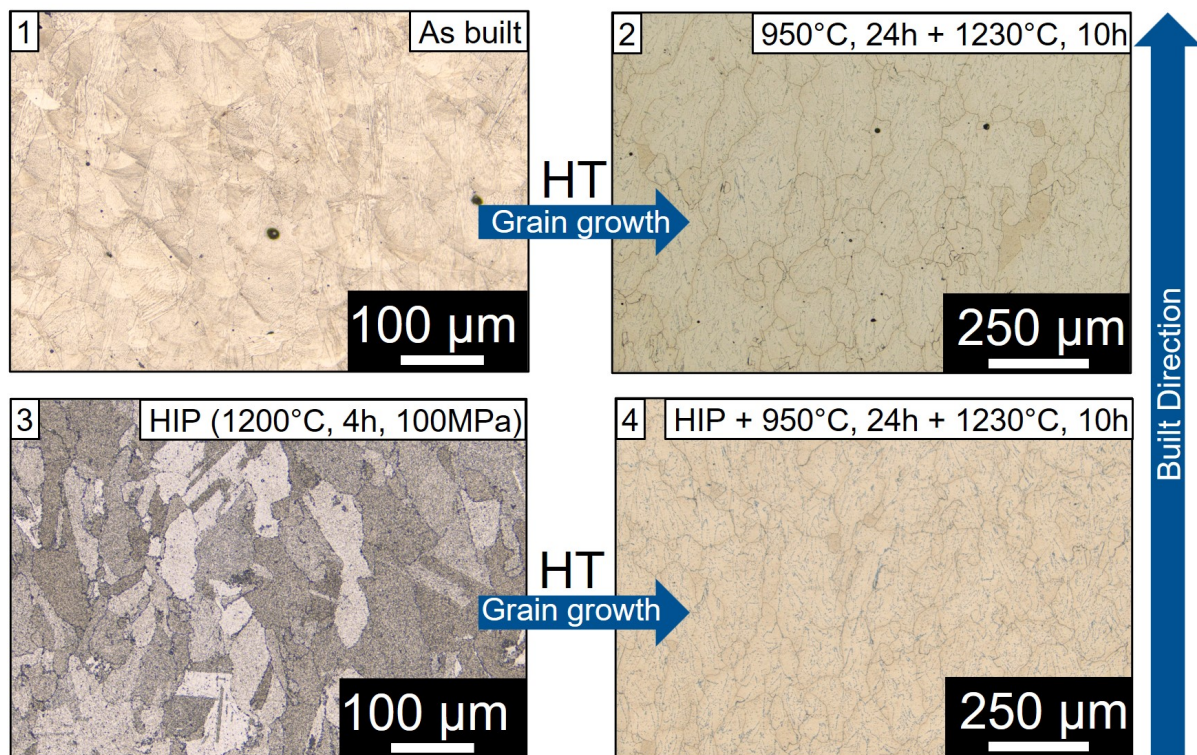 1
As built
100 µm
HT
Grain growth
2
950°C, 24h + 1230°C, 10h
250 µm
3
HIP (1200°C, 4h, 100MPa)
100 µm
HT
Grain growth
4
HIP + 950°C, 24h + 1230°C, 10h
250 µm
Built Direction